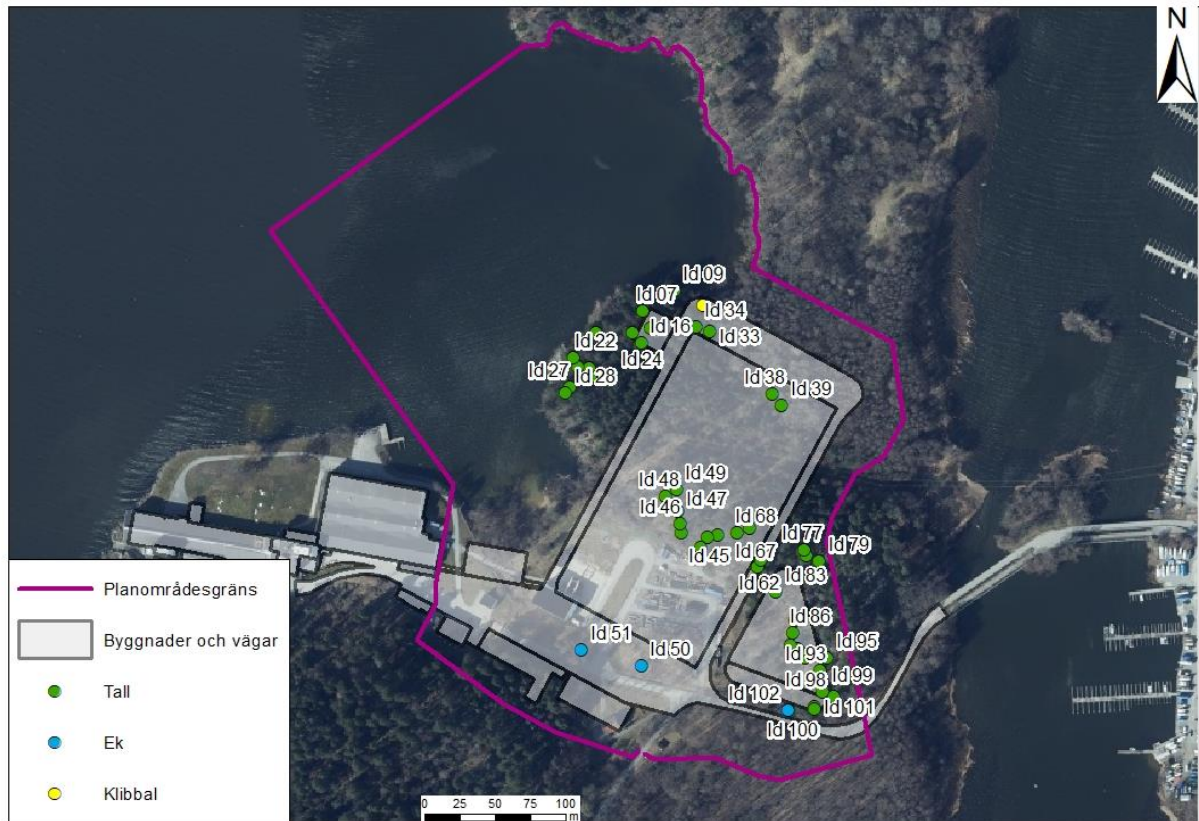 N
Id 09
Id 07
Id 34
Id 16
Id 33
Id 22
Id 24
Id 27
Id 28
Id 38
Id 39
Id 49
Id 48
Id 47
Id 46
Id 68
Id 45
Id 67
Id 77
Id 79
Id 62
Id 83
Id 86
Id 51
Id 50
Id 93
Id 95
Id 98
Id 99
Id 102
Id 101
Id 100
Planområdesgräns
Byggnader och vägar
Tall
Ek
Klibbal
0 25 50 75 100
m